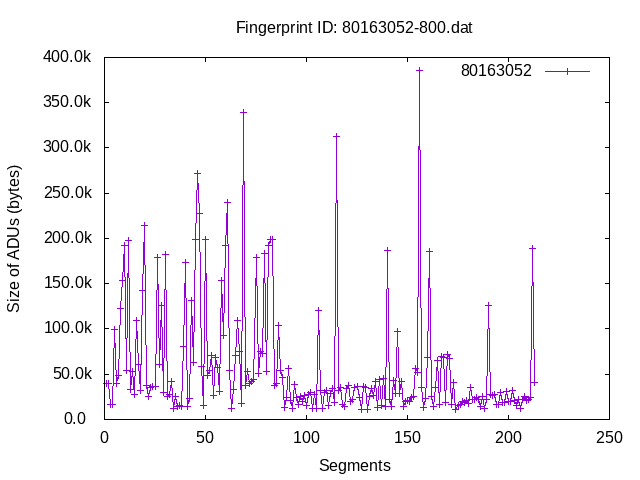 Fingerprint ID: 80163052-800.dat
80163052
400.0k
350.0k
300.0k
250.0k
200.0k
150.0k
100.0k
50.0k
0.0
0 50 100 150 200 250
Size of ADUs (bytes)
Segments